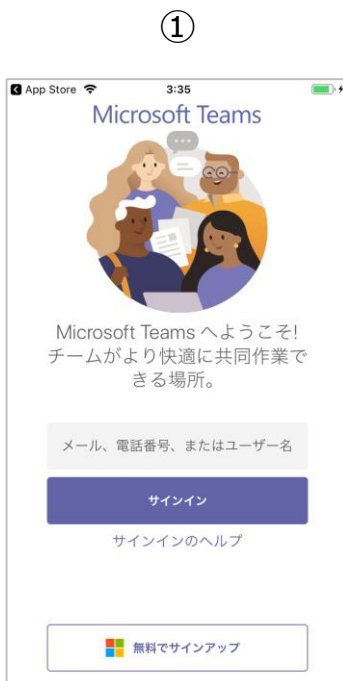 ①
App Store 3:35
Microsoft Teams
Microsoft Teams へようこそ!
チームがより快適に共同作業で
きる場所。
メール、電話番号、またはユーザー名
サインイン
サインインのヘルプ
無料でサインアップ